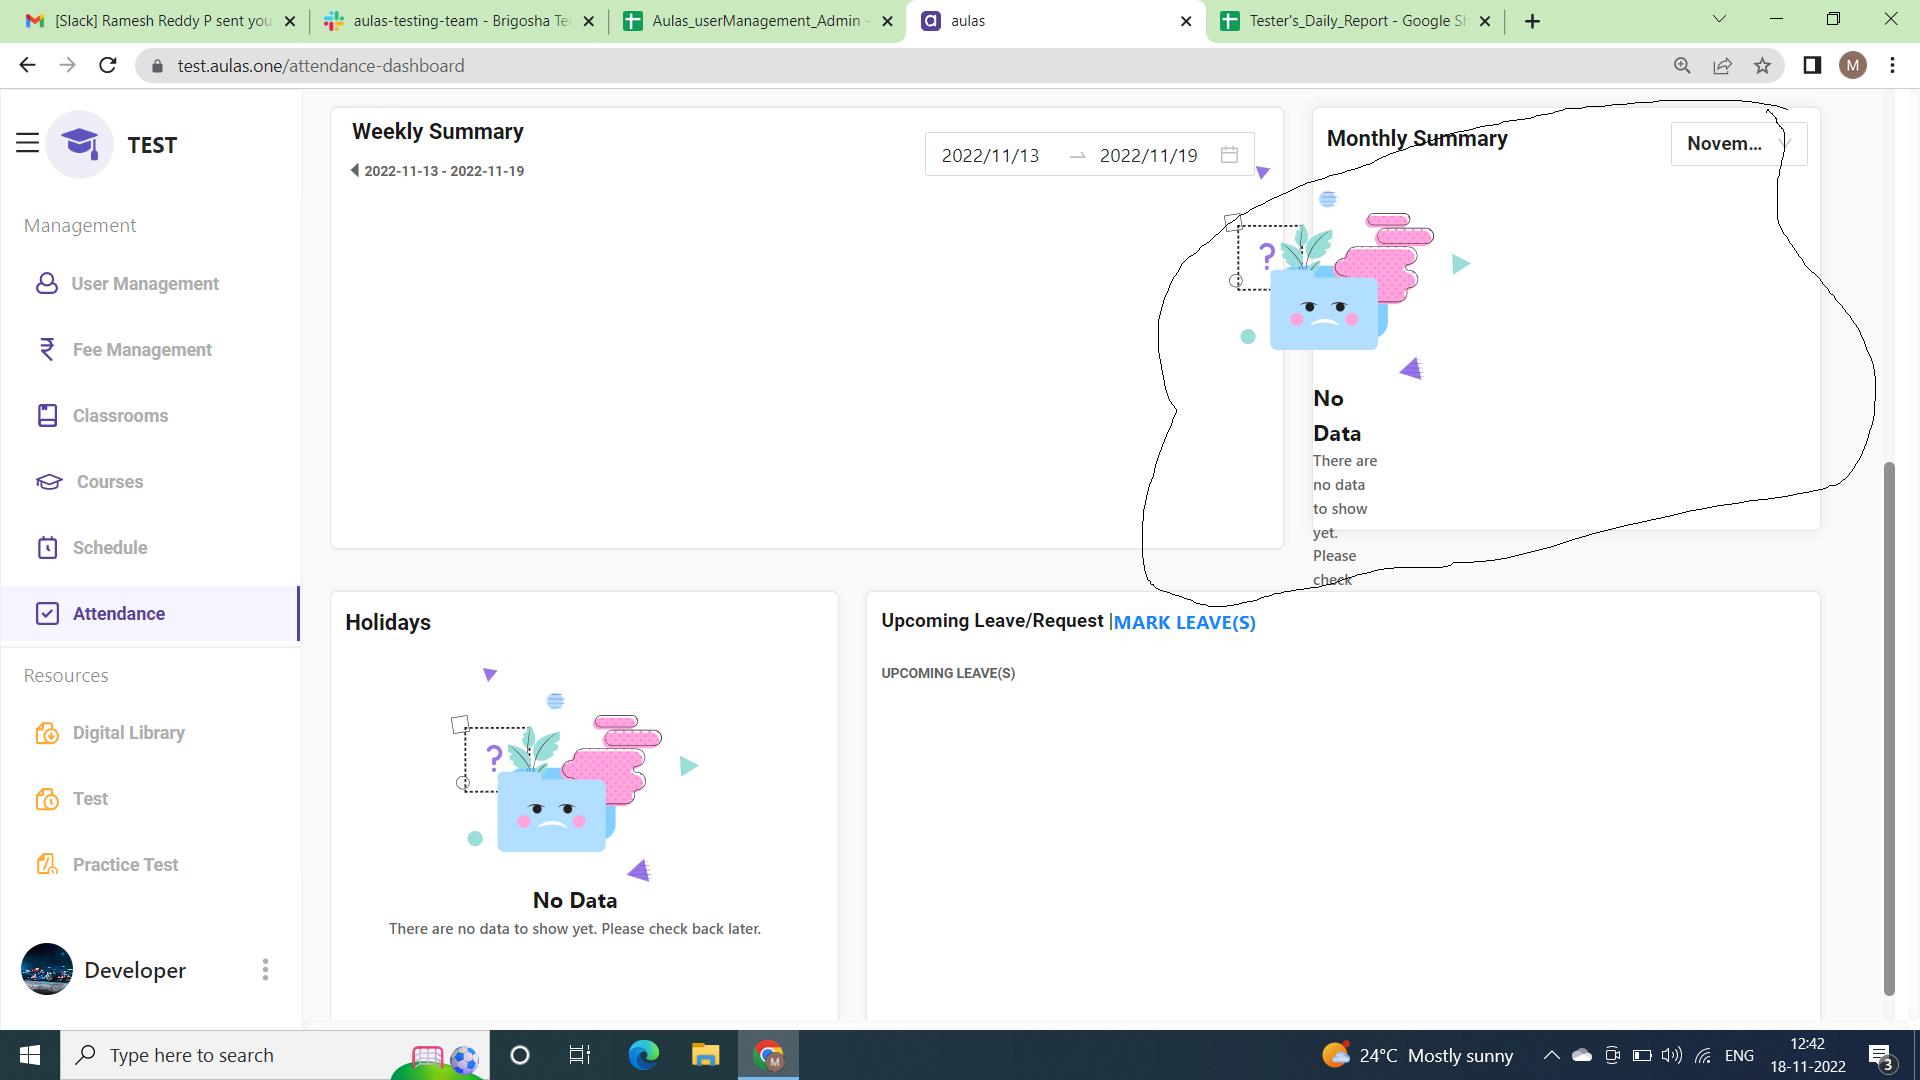 [Slack] Ramesh Reddy P sent you
aulas-testing-team - Brigosha Tec
Aulas_userManagement_Admin -
aulas
Tester's_Daily_Report - Google Sh
test.aulas.one/attendance-dashboard
M
TEST
Management
User Management
Fee Management
Classrooms
Courses
Schedule
Attendance
Resources
Digital Library
Test
Practice Test
Developer
Weekly Summary
2022-11-13 - 2022-11-19
2022/11/13
2022/11/19
Monthly Summary
Novem...
?
No
Data
There are
no data
to show
yet.
Please
check
Holidays
?
No Data
There are no data to show yet. Please check back later.
Upcoming Leave/Request |MARK LEAVE(S)
UPCOMING LEAVE(S)
Type here to search
M
24°C Mostly sunny
ENG
12:42
18-11-2022
3